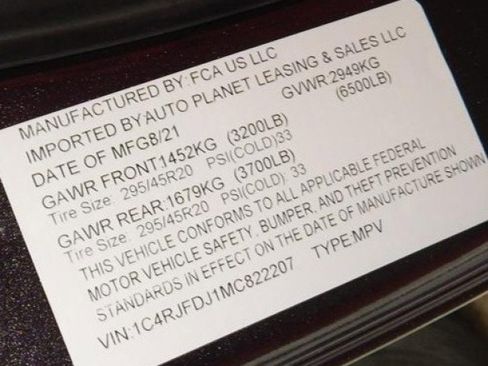 MANUFACTURED BY:FCA US LLC
IMPORTED BY:AUTO PLANET LEASING & SALES LLC
DATE OF MFG8/21 GVWR:2949KG
(6500LB)
GAWR FRONT1452KG (3200LB)
Tire Size: 295/45R20 PSI(COLD)33
GAWR REAR:1679KG (3700LB)
Tire Size: 295/45R20 PSI(COLD): 33
THIS VEHICLE CONFORMS TO ALL APPLICABLE FEDERAL
MOTOR VEHICLE SAFETY, BUMPER, AND THEFT PREVENTION
STANDARDS IN EFFECT ON THE DATE OF MANUFACTURE SHOWN
VIN:1C4RJFDJ1MC822207 TYPE:MPV